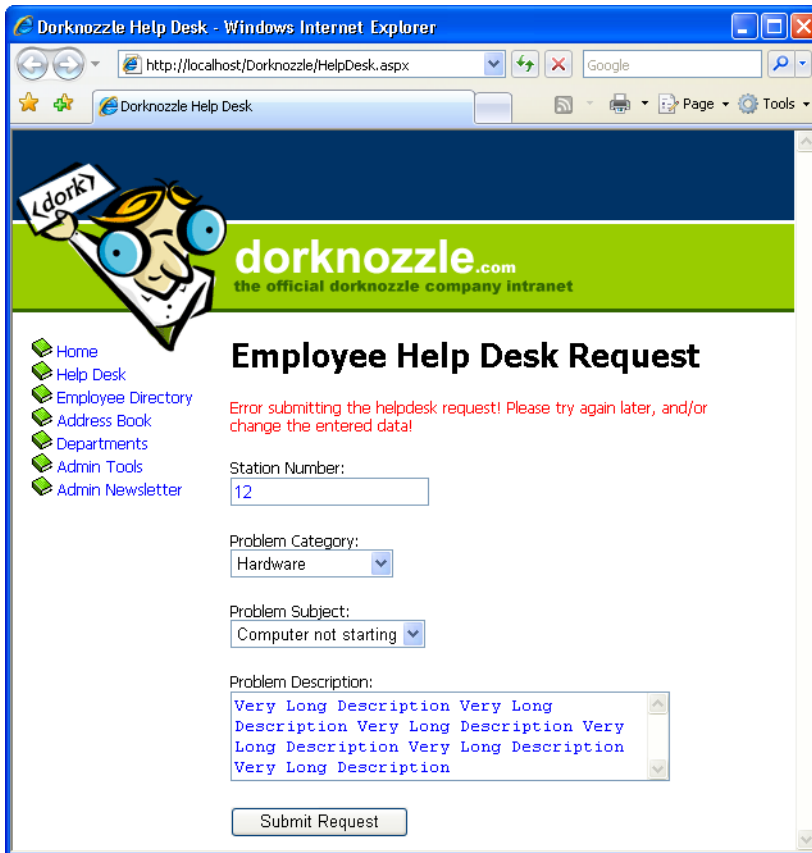 Dorknozzle Help Desk - Windows Internet Explorer
http://localhost/Dorknozzle/HelpDesk.aspx
Google
Dorknozzle Help Desk
Page
Tools
<dork>
dorknozzle.com
the official dorknozzle company intranet
Home
Help Desk
Employee Directory
Address Book
Departments
Admin Tools
Admin Newsletter
Employee Help Desk Request
Error submitting the helpdesk request! Please try again later, and/or
change the entered data!
Station Number:
12
Problem Category:
Hardware
Problem Subject:
Computer not starting
Problem Description:
Very Long Description Very Long
Description Very Long Description Very
Long Description Very Long Description
Very Long Description
Submit Request